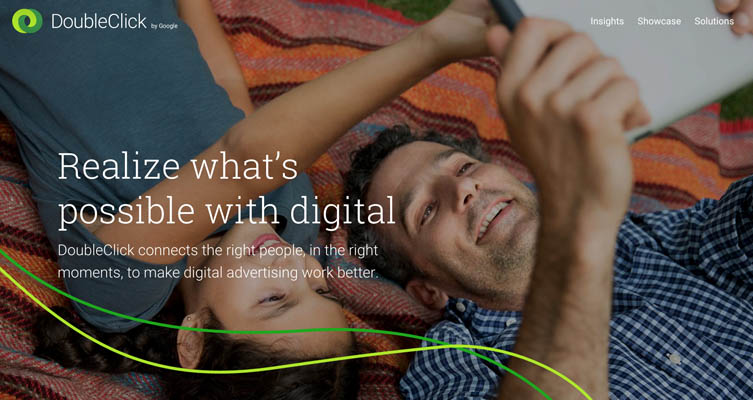 DoubleClick by Google
Insights Showcase Solutions
Realize what's
possible with digital
DoubleClick connects the right people, in the right
moments, to make digital advertising work better.